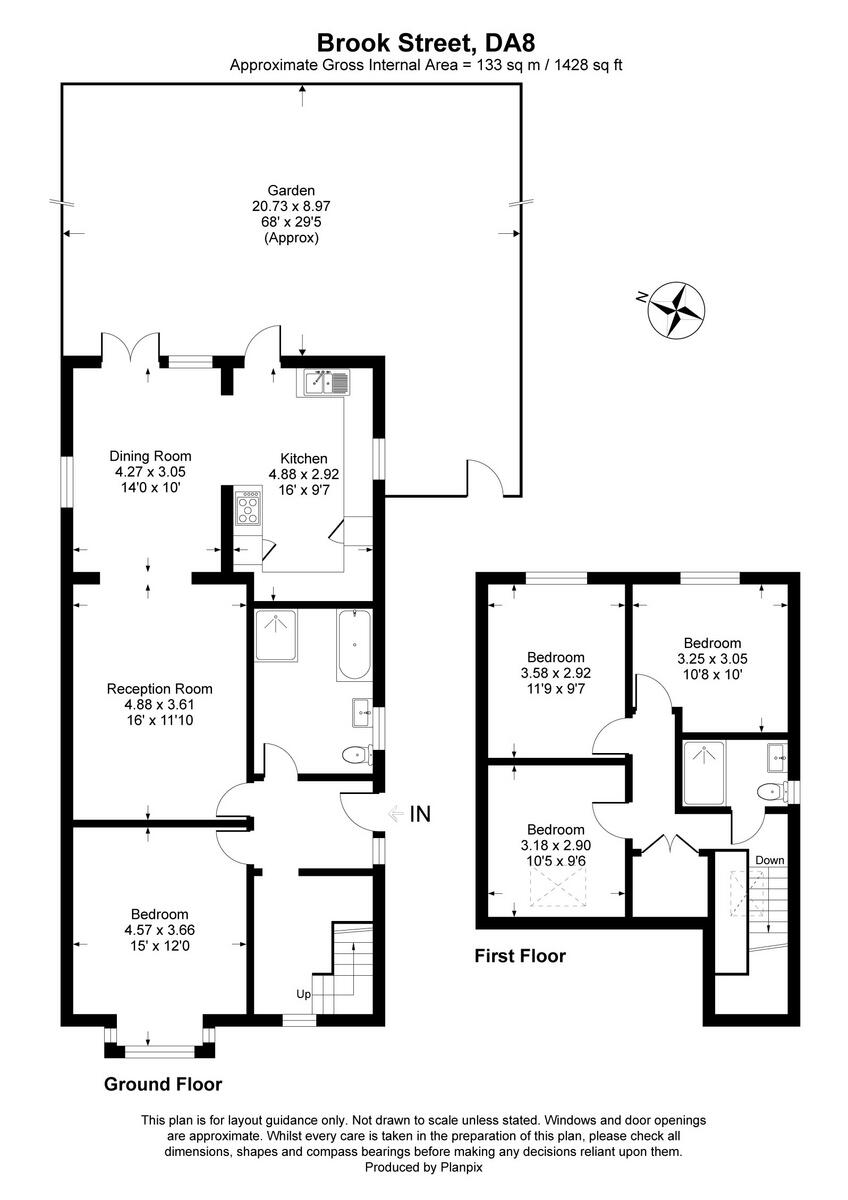 Brook Street, DA8
Approximate Gross Internal Area = 133 sq m / 1428 sq ft
Garden
20.73 x 8.97
68' x 29'5
(Approx)
N
Dining Room
4.27 x 3.05
14'0 x 10'
Kitchen
4.88 x 2.92
16' x 9'7
Reception Room
4.88 x 3.61
16' x 11'10
IN
Bedroom
4.57 x 3.66
15' x 12'0
Up
Ground Floor
Bedroom
3.58 x 2.92
11'9 x 9'7
Bedroom
3.25 x 3.05
10'8 x 10'
Bedroom
3.18 x 2.90
10'5 x 9'6
Down
First Floor
This plan is for layout guidance only. Not drawn to scale unless stated. Windows and door openings
are approximate. Whilst every care is taken in the preparation of this plan, please check all
dimensions, shapes and compass bearings before making any decisions reliant upon them.
Produced by Planpix